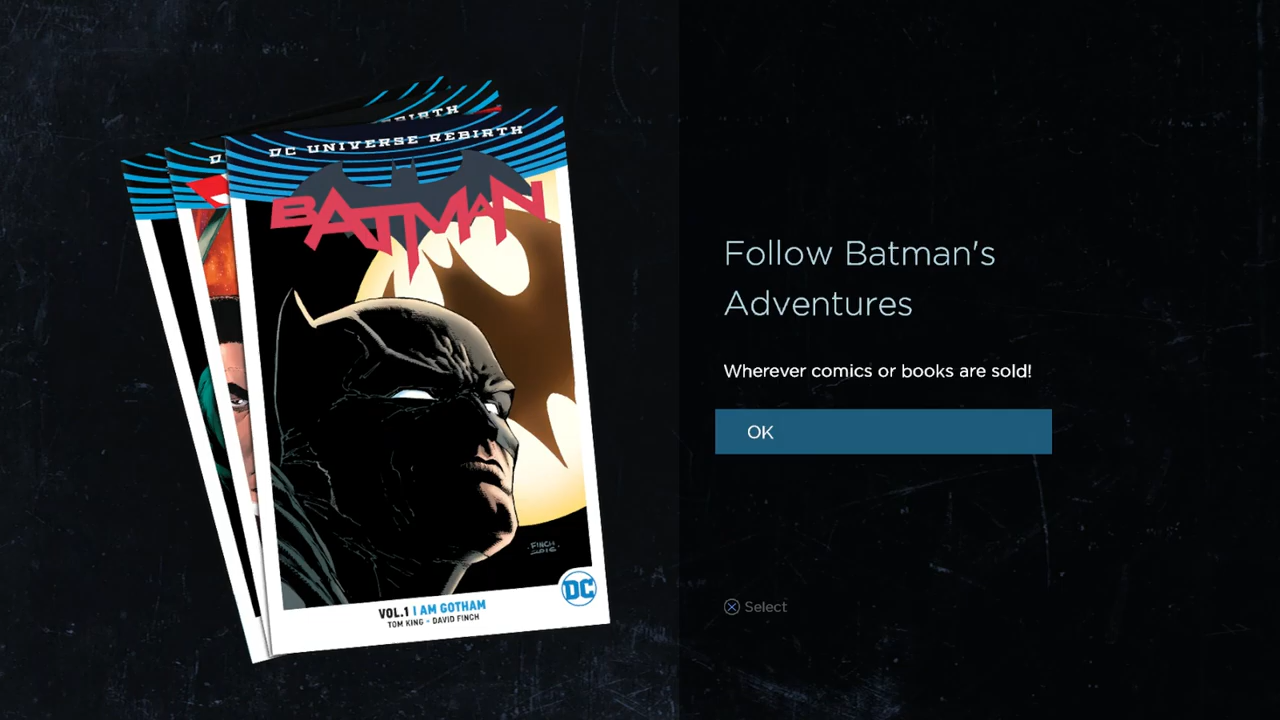 EBIRTH
D
DC UNIVERSE REBIRTH
BATMAN
FINCH
2016
DC
VOL.1 I AM GOTHAM
TOM KING - DAVID FINCH
Follow Batman's
Adventures
Wherever comics or books are sold!
OK
Select